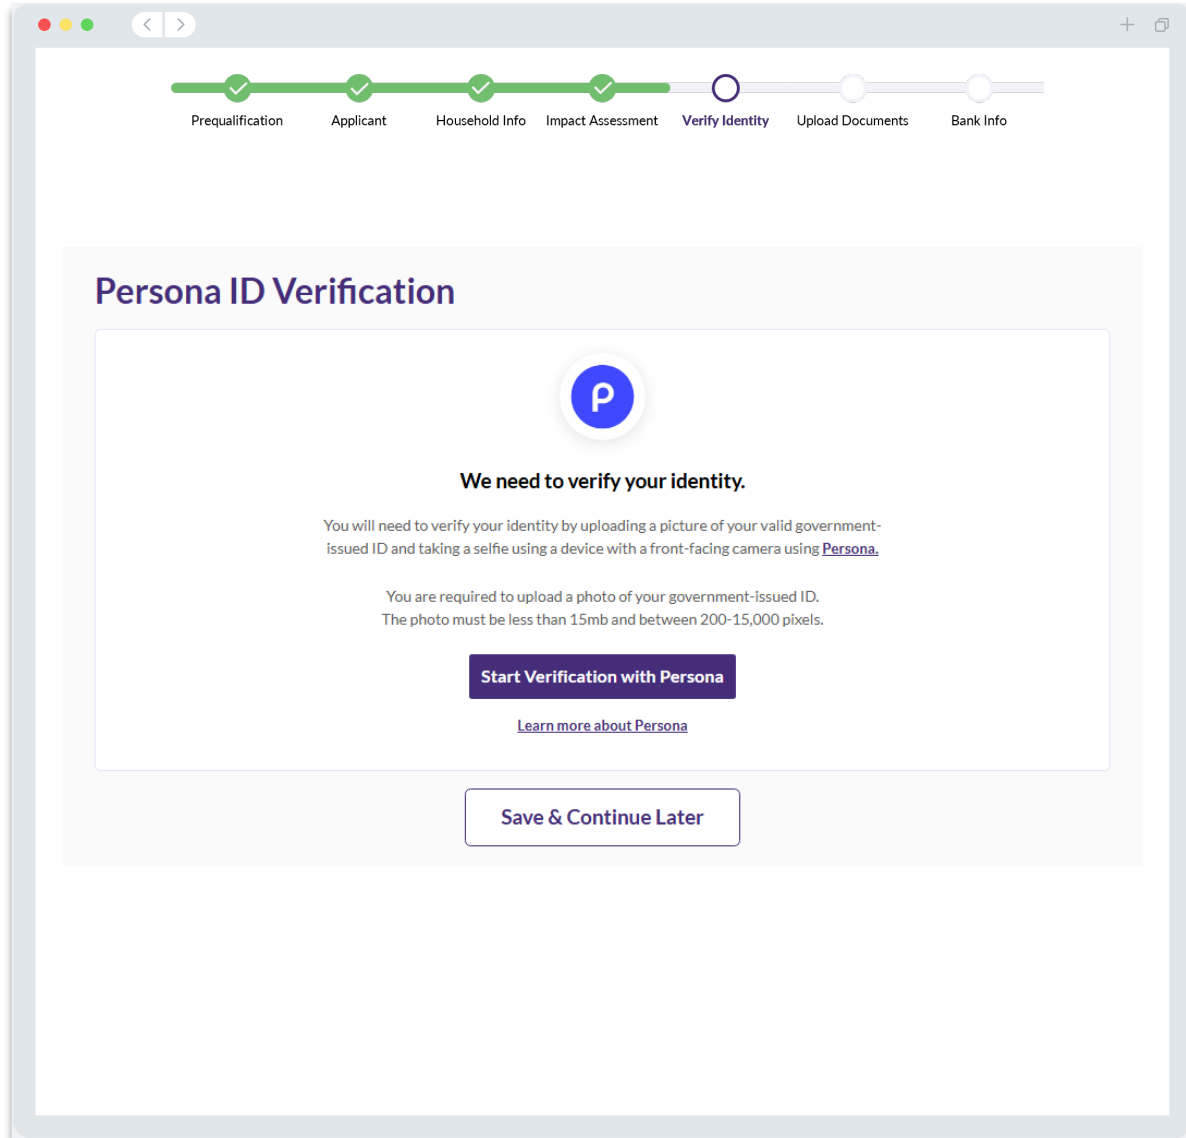 Prequalification
Applicant
Household Info
Impact Assessment
Verify Identity
Upload Documents
Bank Info
Persona ID Verification
P
We need to verify your identity.
You will need to verify your identity by uploading a picture of your valid government-
issued ID and taking a selfie using a device with a front-facing camera using Persona.
You are required to upload a photo of your government-issued ID.
The photo must be less than 15mb and between 200-15,000 pixels.
Start Verification with Persona
Learn more about Persona
Save & Continue Later